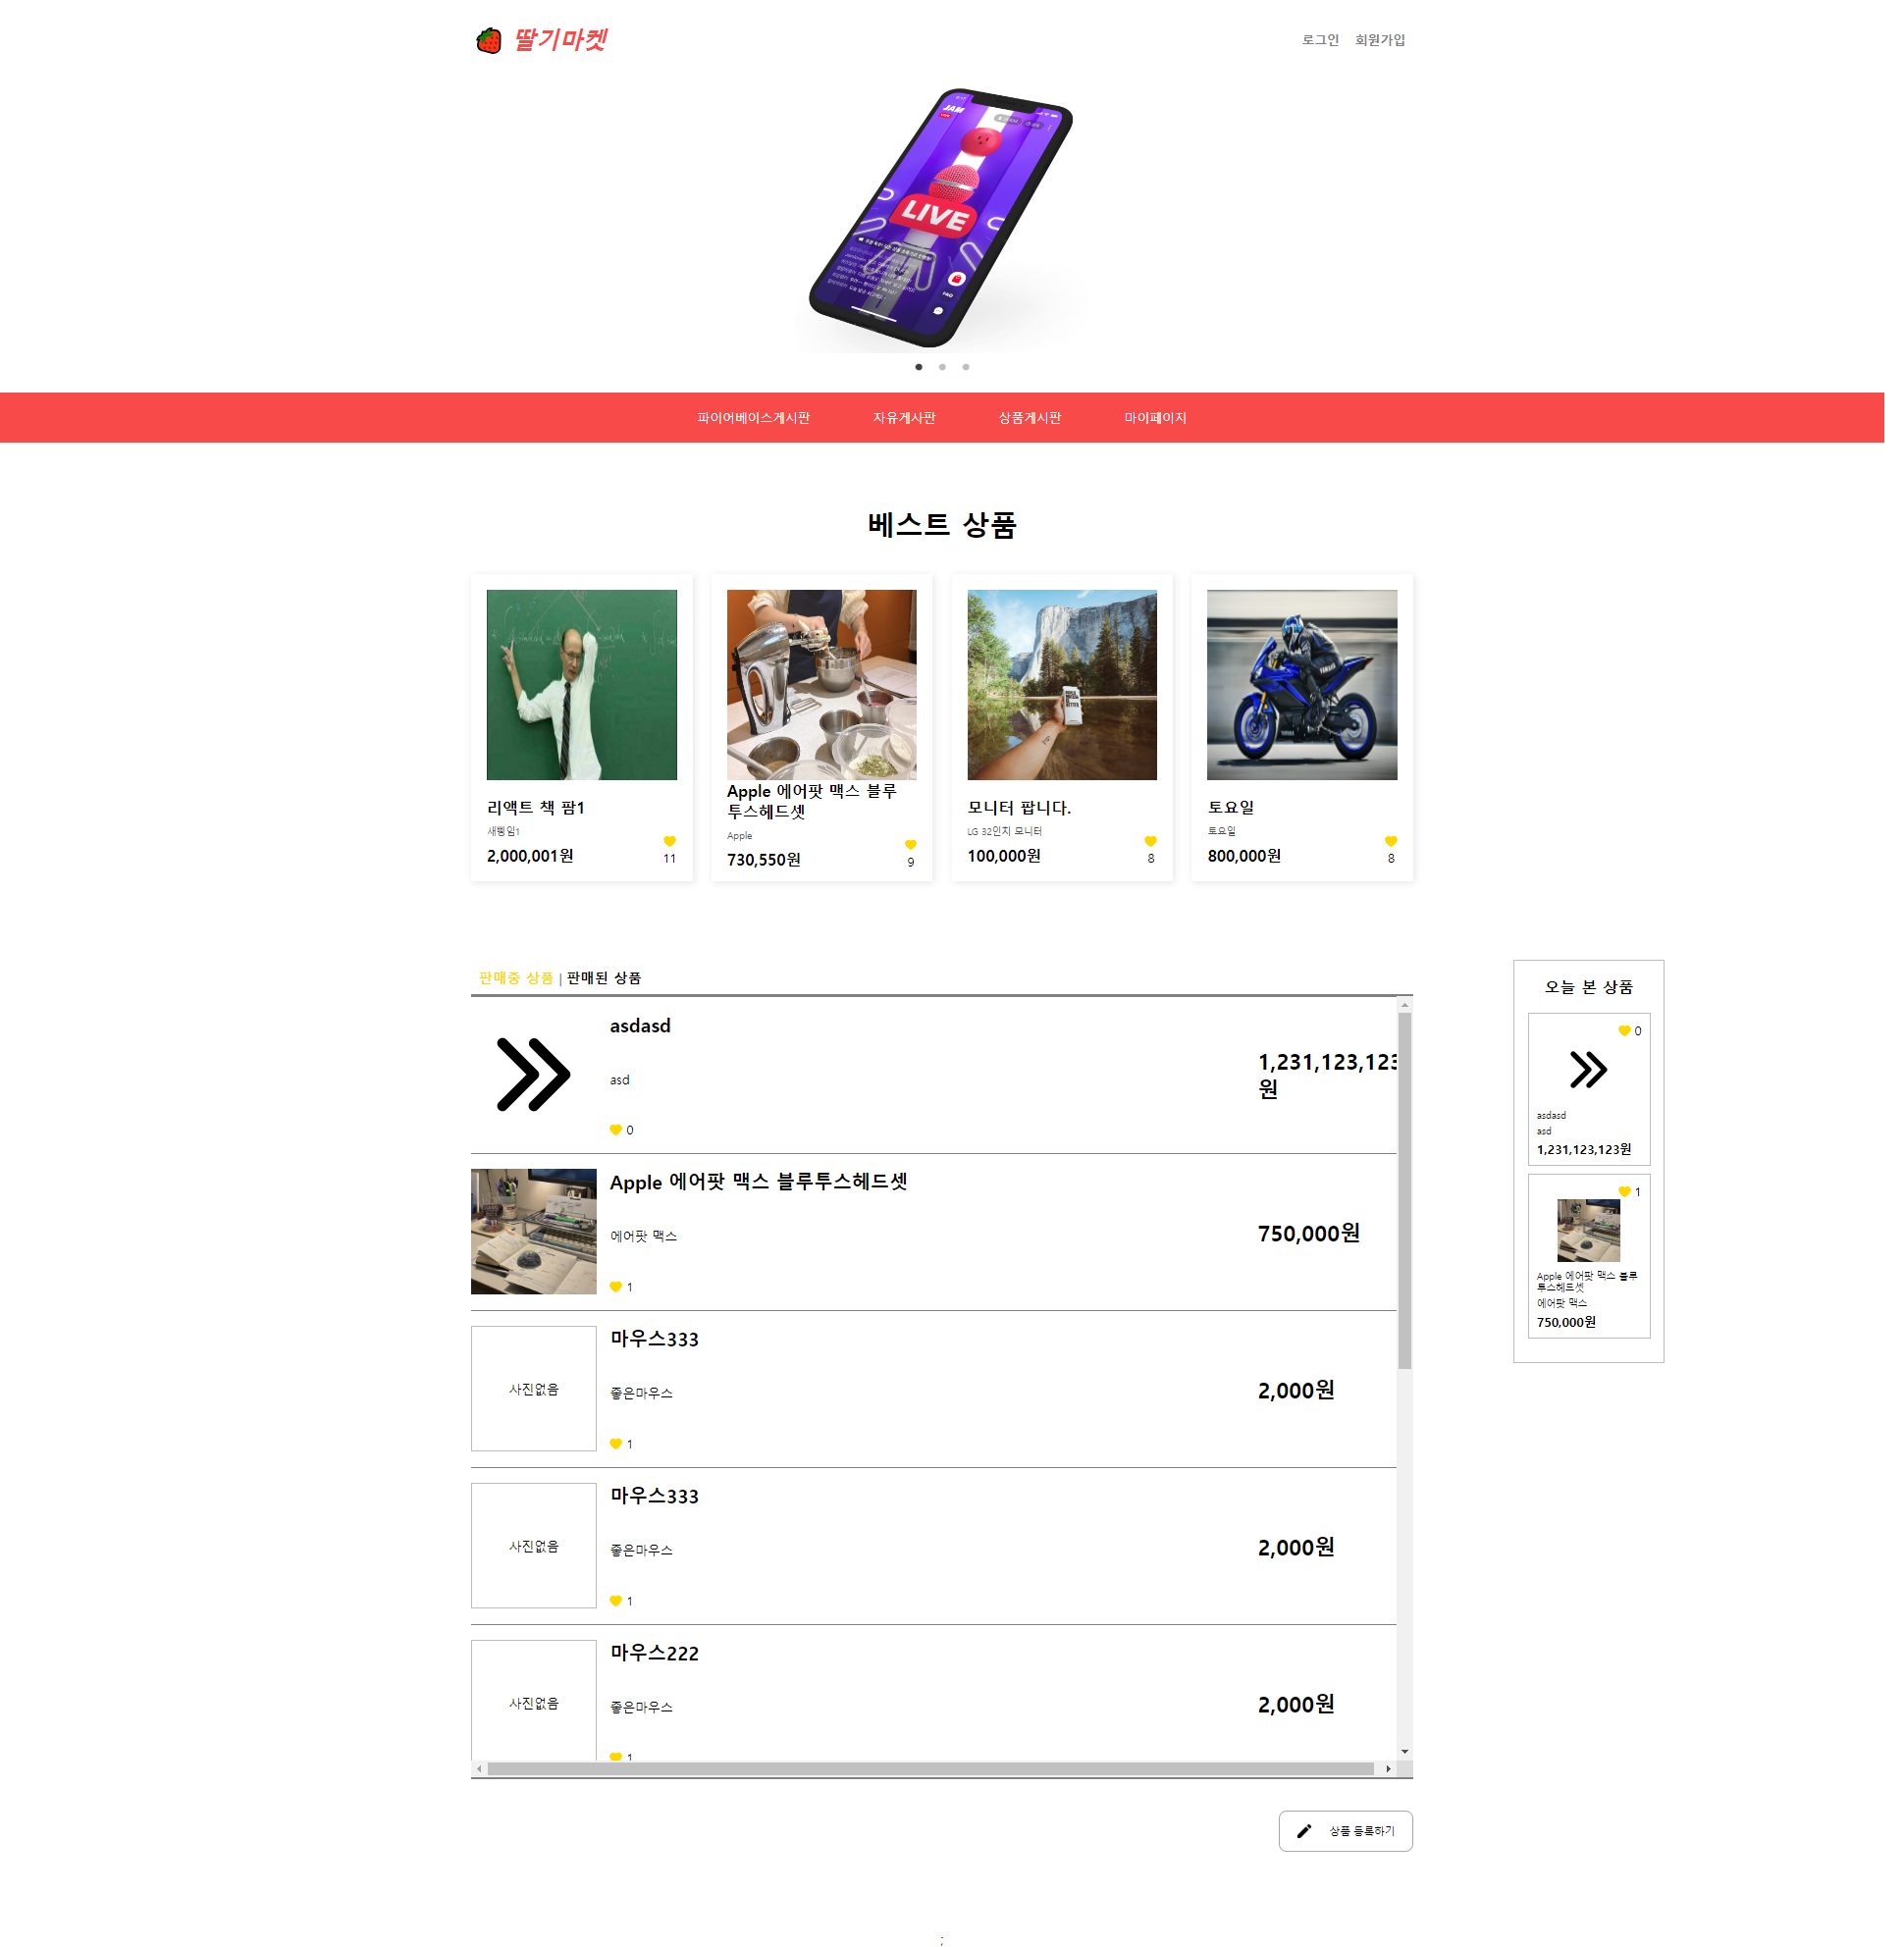 딸기마켓
로그인 회원가입
JAM
LIVE
LIVE
FAQ
파이어베이스게시판 자유게사판 상품게시판 마이페이지
베스트 상품
리액트 책 팜1
새삥임1
2,000,001원
11
Apple 에어팟 맥스 블루
투스헤드셋
Apple
730,550원
9
모니터 팝니다.
LG 32인치 모니터
100,000원
8
YAMAHA
토요일
토요일
800,000원
8
판매중 상품 | 판매된 상품
asdasd
asd
0
1,231,123,123
원
Apple 에어팟 맥스 블루투스헤드셋
에어팟 맥스
1
750,000원
사진없음
마우스333
좋은마우스
1
2,000원
사진없음
마우스333
좋은마우스
1
2,000원
사진없음
마우스222
좋은마우스
1
2,000원
오늘 본 상품
0
asdasd
asd
1,231,123,123원
1
Apple 에어팟 맥스 블루
투스헤드셋
에어팟 맥스
750,000원
상품 등록하기
;